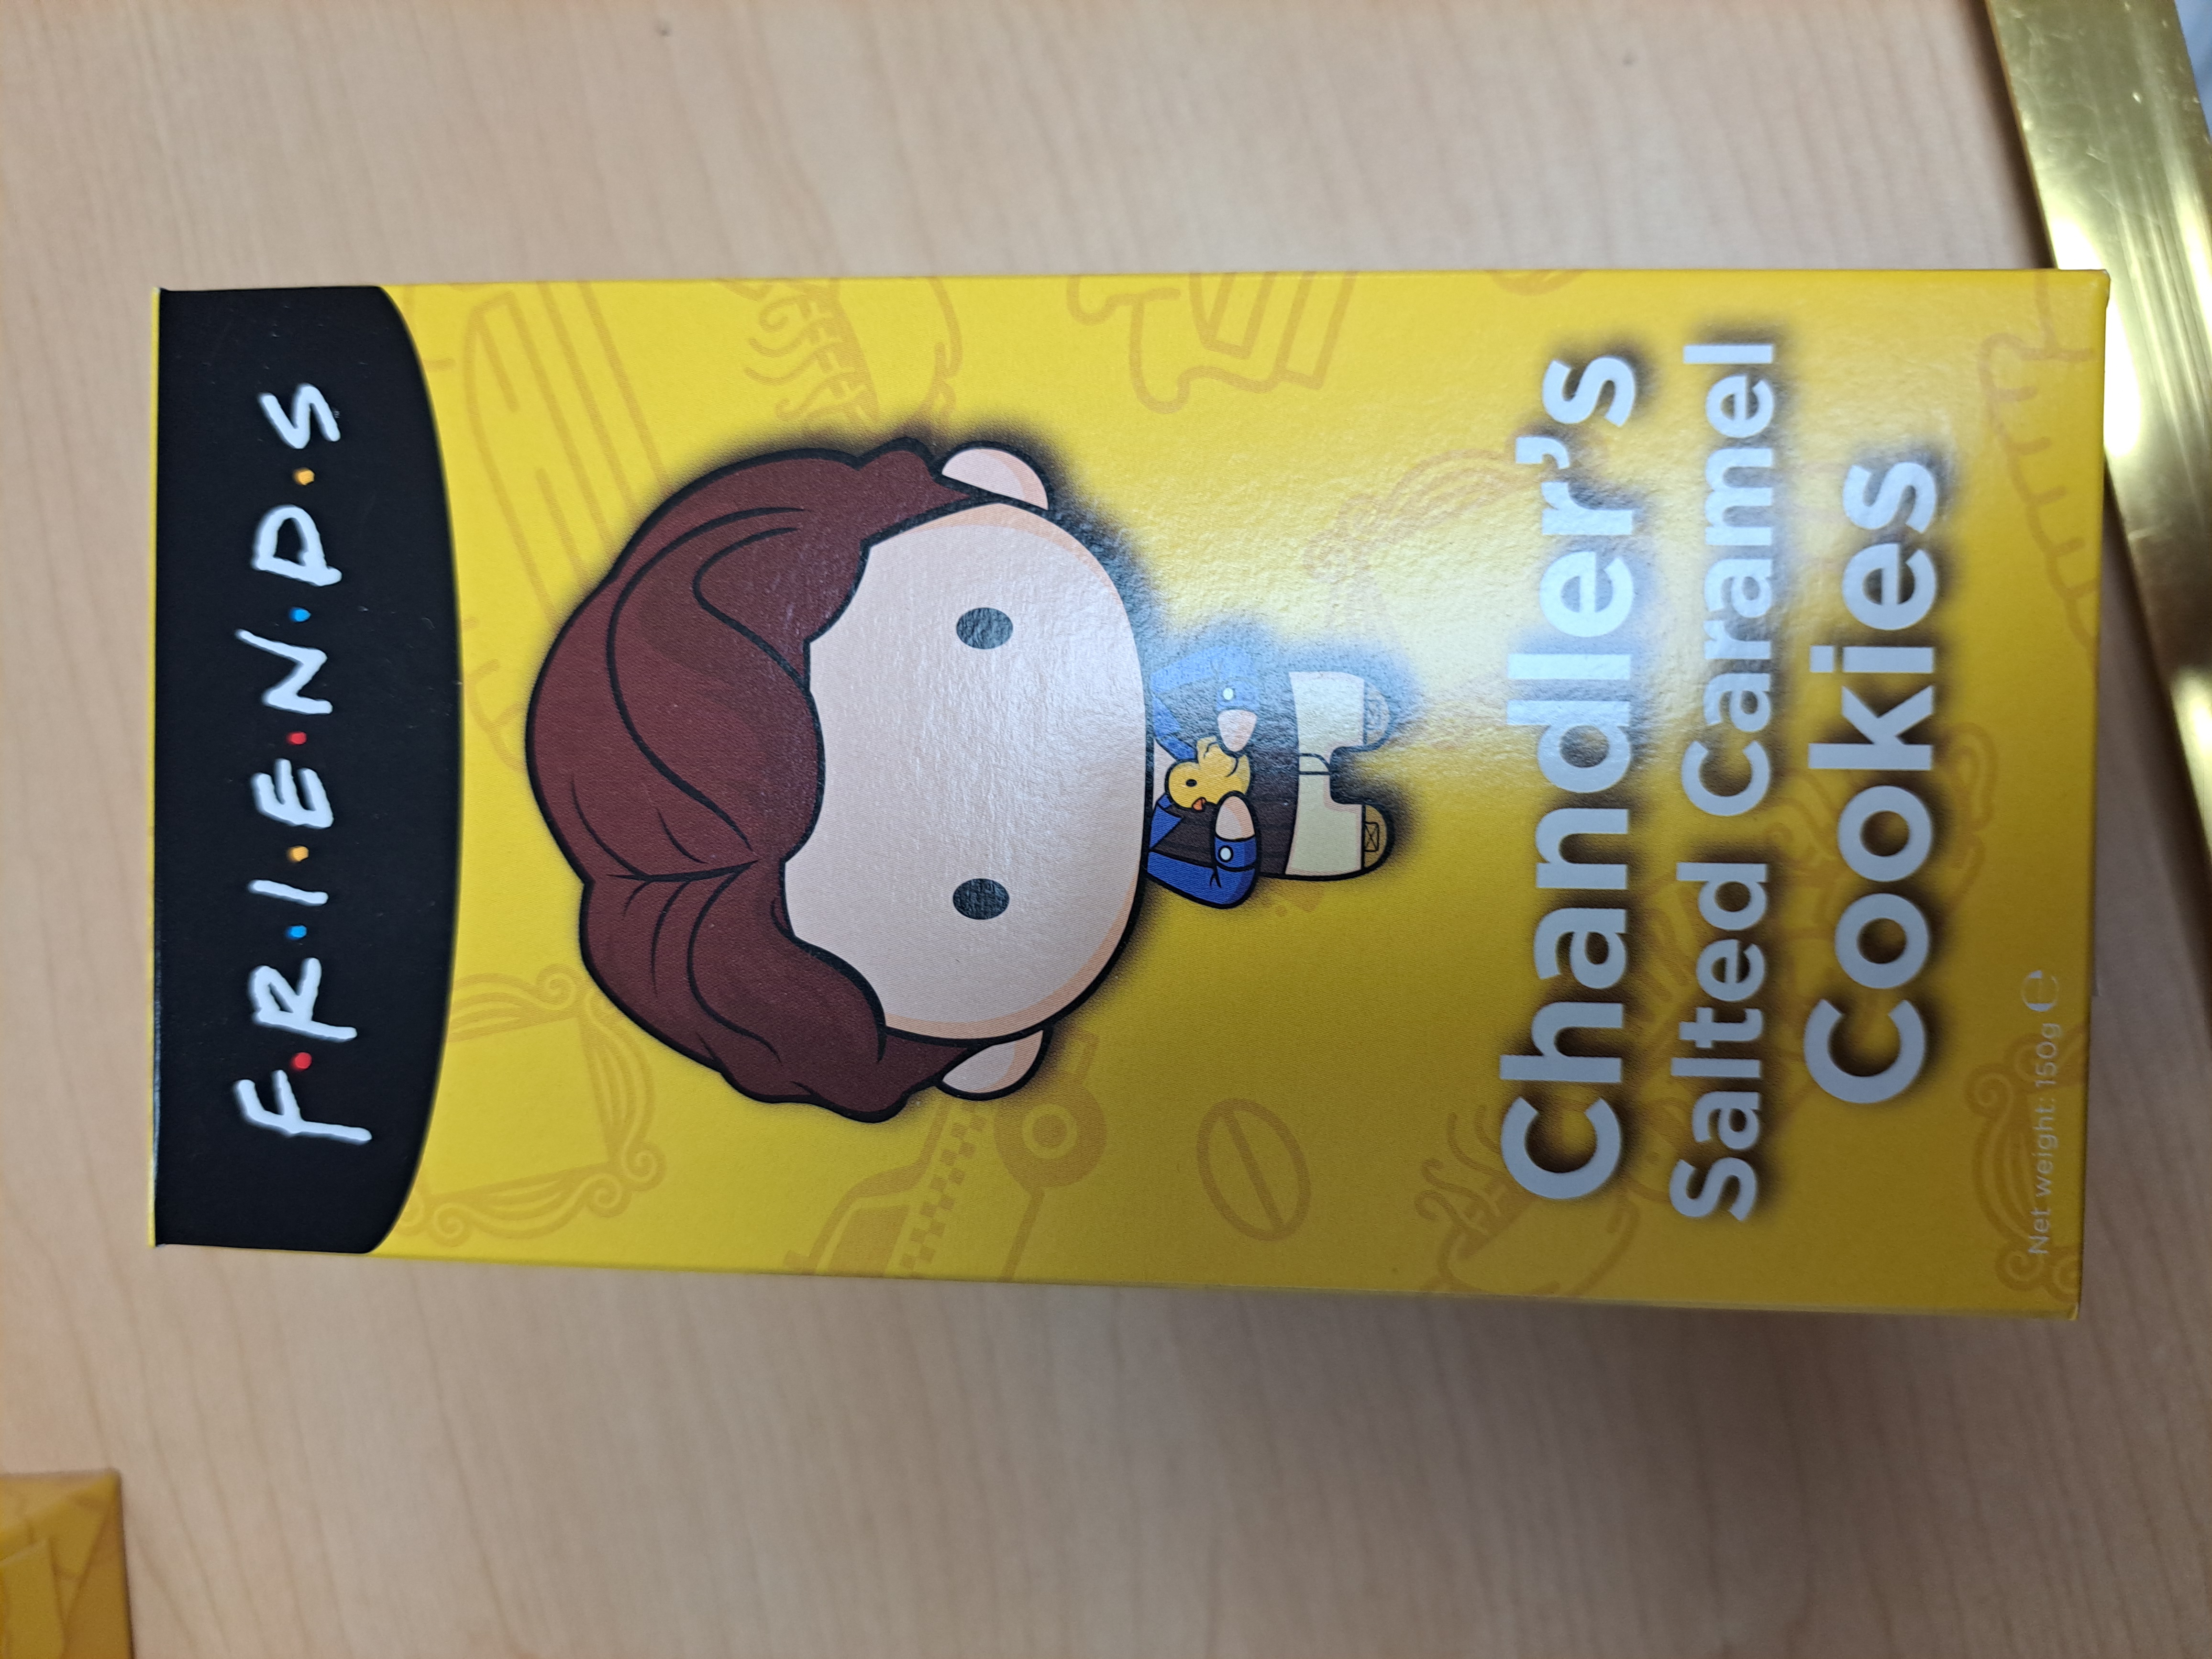 F·R·I·E·N·D·S
Chandler's
Salted Caramel
Cookies
Net weight: 150g ℮